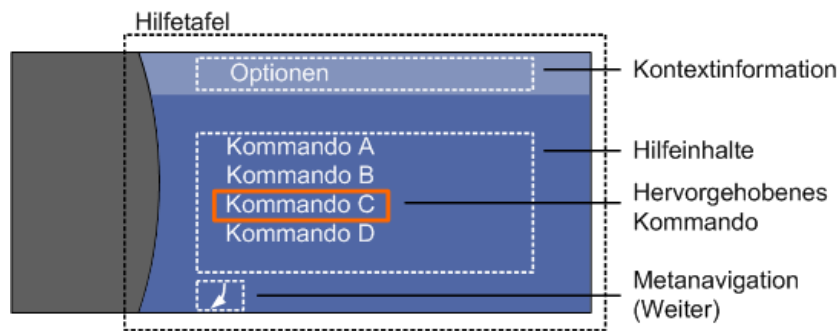 Hilfetafel
Optionen
Kontextinformation
Kommando A
Kommando B
Kommando C
Kommando D
Hilfeinhalte
Hervorgehobenes
Kommando
Metanavigation
(Weiter)